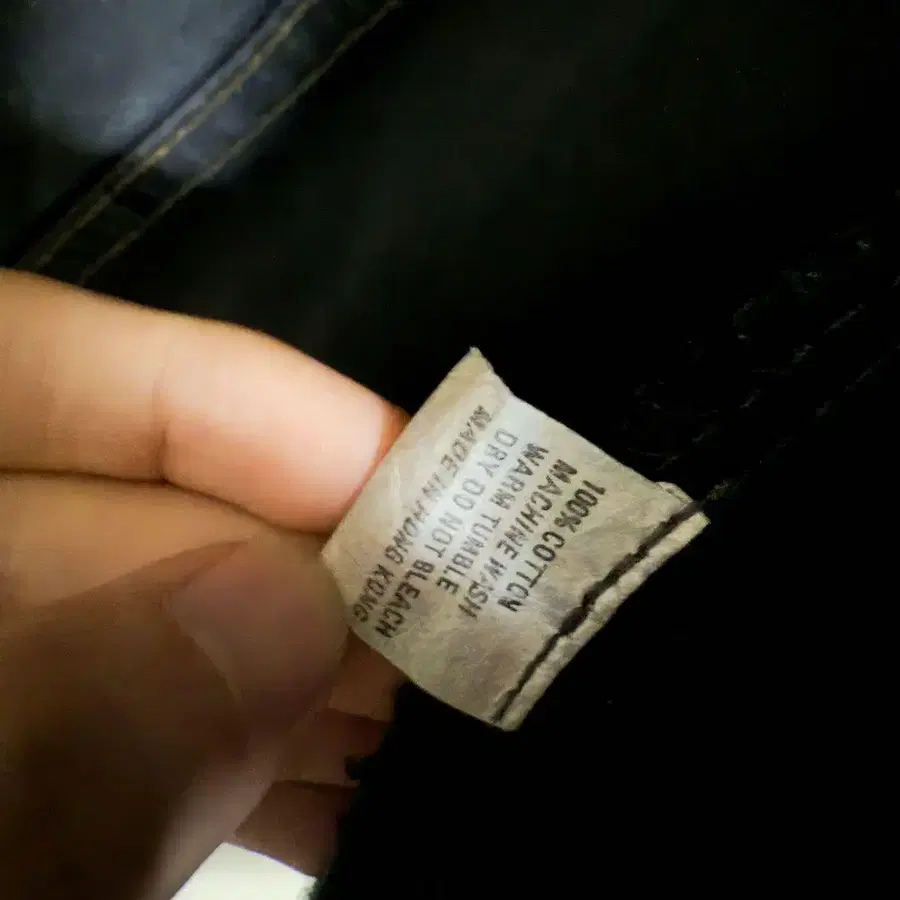 100% COTTON
MACHINE WASH
WARM TUMBLE
DRY DO NOT BLEACH
MADE IN HONG KONG